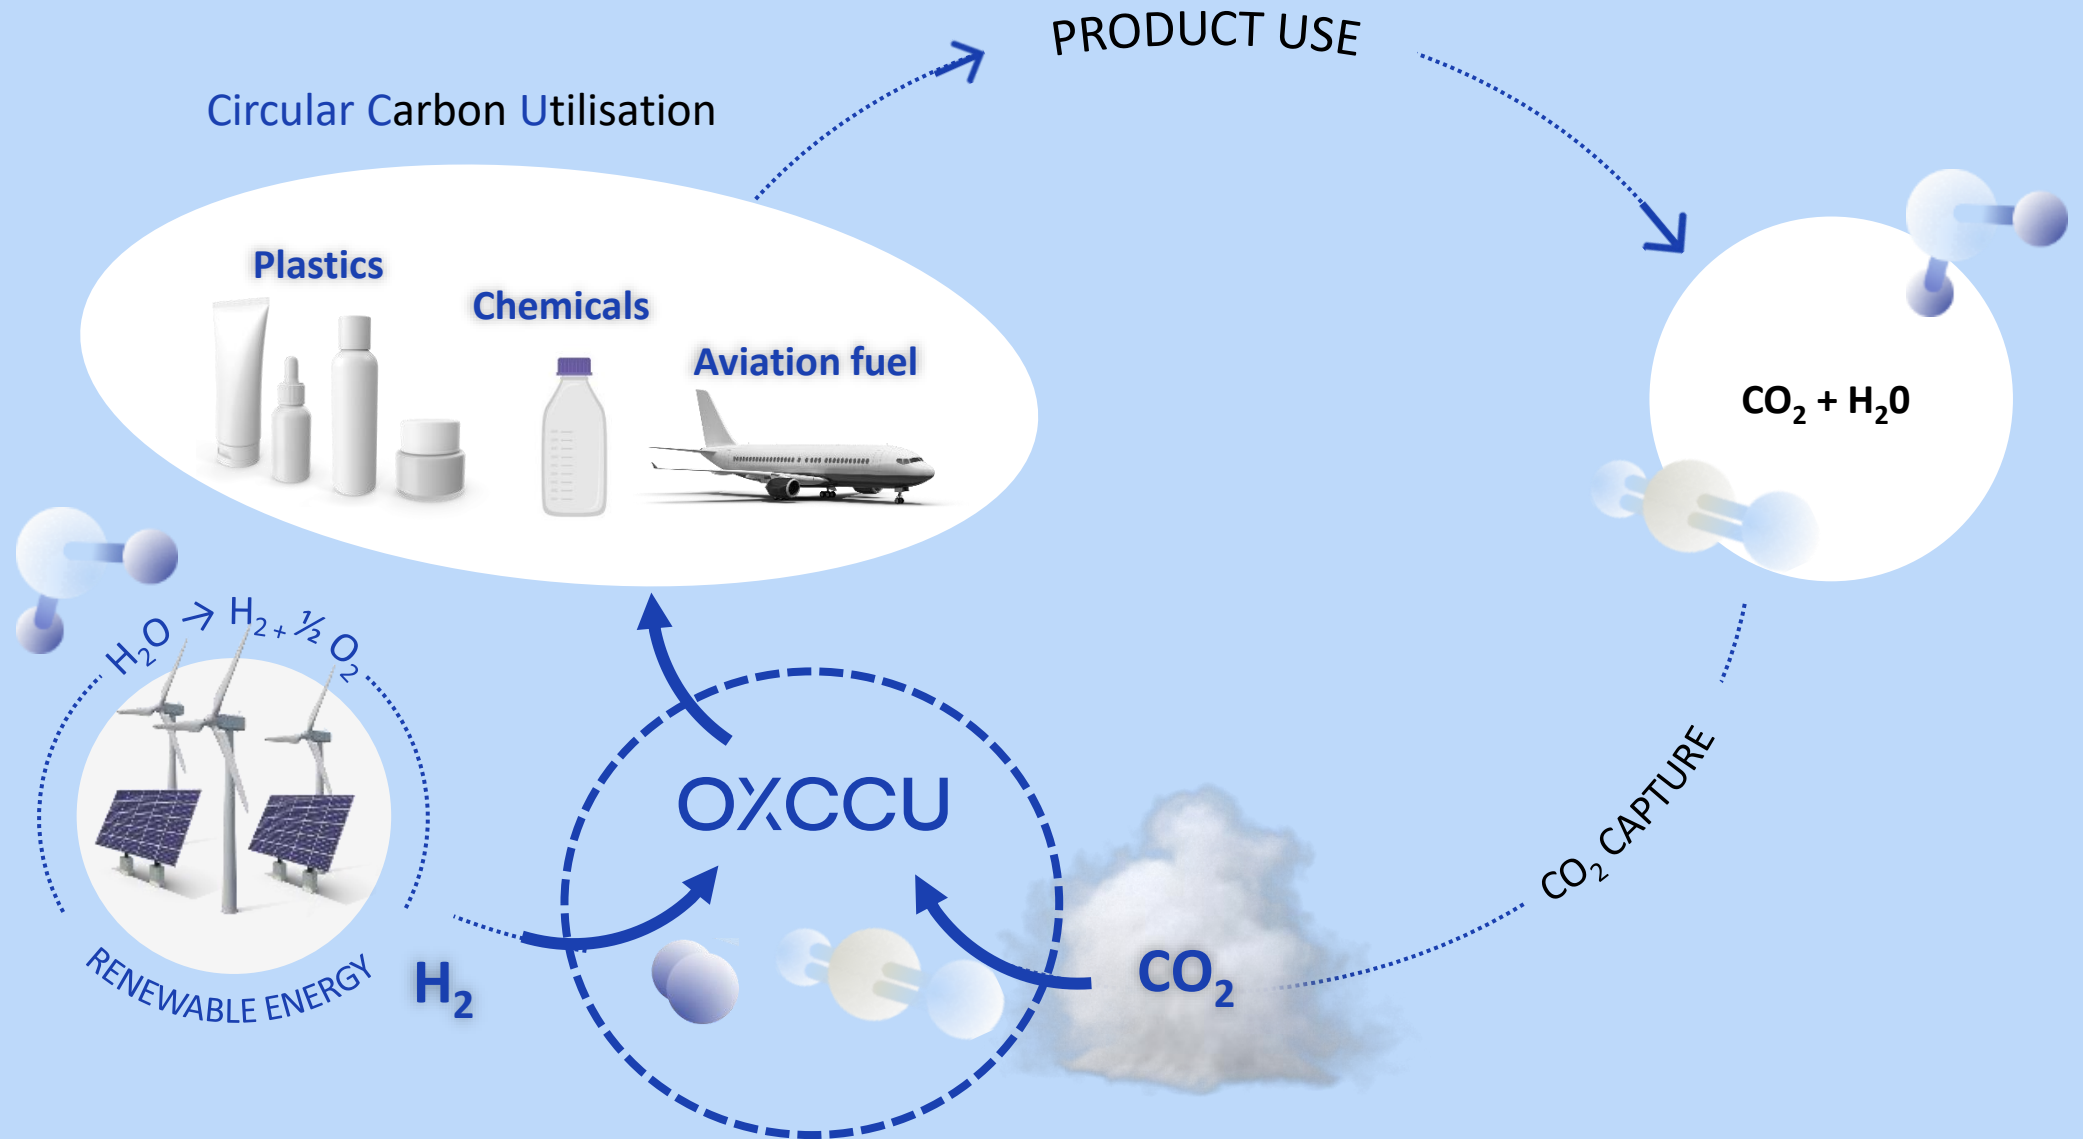 PRODUCT USE
Circular Carbon Utilisation
Plastics
Chemicals
Aviation fuel
CO₂ + H₂0
H₂O → H₂ + ½ O₂
RENEWABLE ENERGY
H₂
OXCCU
CO₂
CO₂ CAPTURE